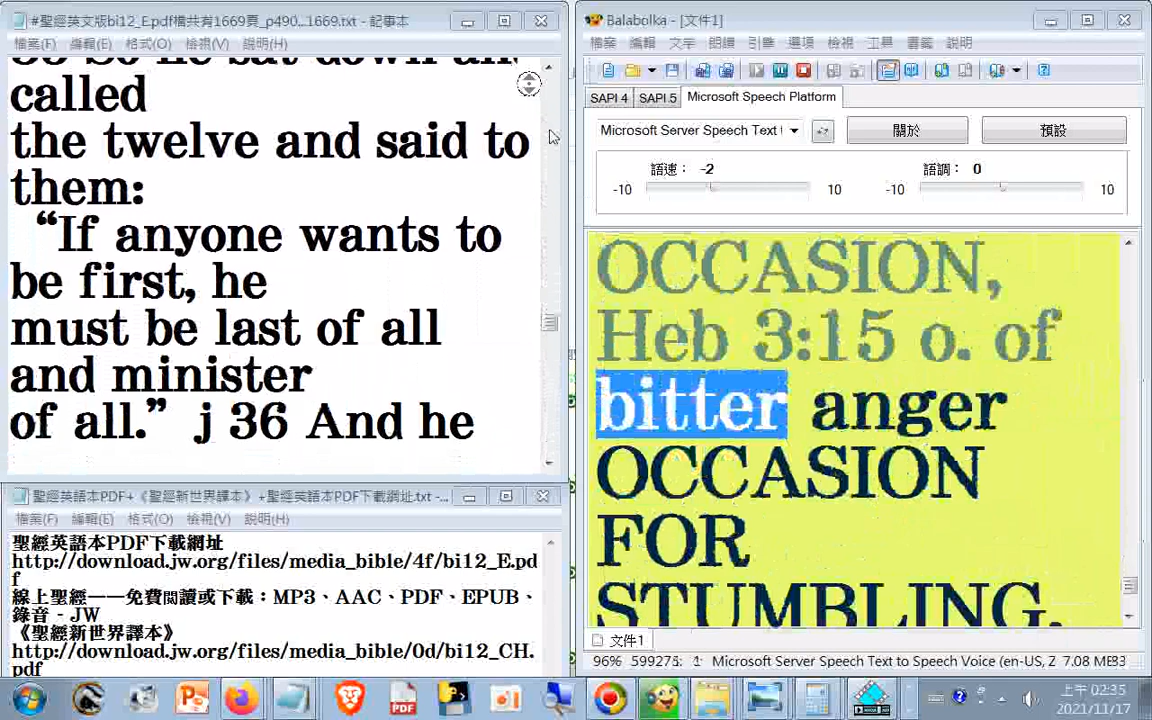 #聖經英文版bi12_E.pdf檔共有1669頁_p490...1669.txt - 記事本
檔案(F) 編輯(E) 格式(O) 檢視(V) 說明(H)
35 So he sat down and
called
the twelve and said to
them:
“If anyone wants to
be first, he
must be last of all
and minister
of all.” j 36 And he
聖經英語本PDF+《聖經新世界譯本》+聖經英語本PDF下載網址.txt - ...
檔案(F) 編輯(E) 格式(O) 檢視(V) 說明(H)
聖經英語本PDF下載網址
http://download.jw.org/files/media_bible/4f/bi12_E.pd
f
線上聖經——免費閱讀或下載：MP3、AAC、PDF、EPUB、
錄音 - JW
《聖經新世界譯本》
http://download.jw.org/files/media_bible/0d/bi12_CH.
pdf
Balabolka - [文件1]
檔案 編輯 文字 朗讀 引擎 選項 檢視 工具 書籤 說明
SAPI 4 SAPI 5 Microsoft Speech Platform
Microsoft Server Speech Text 關於 預設
語速： -2 語調： 0
-10 10 -10 10
OCCASION,
Heb 3:15 o. of
bitter anger
OCCASION
FOR
STUMBLING.
文件1
96% 599275: 1: Microsoft Server Speech Text to Speech Voice (en-US, Z 7.08 MB
上午 02:35
2021/11/17